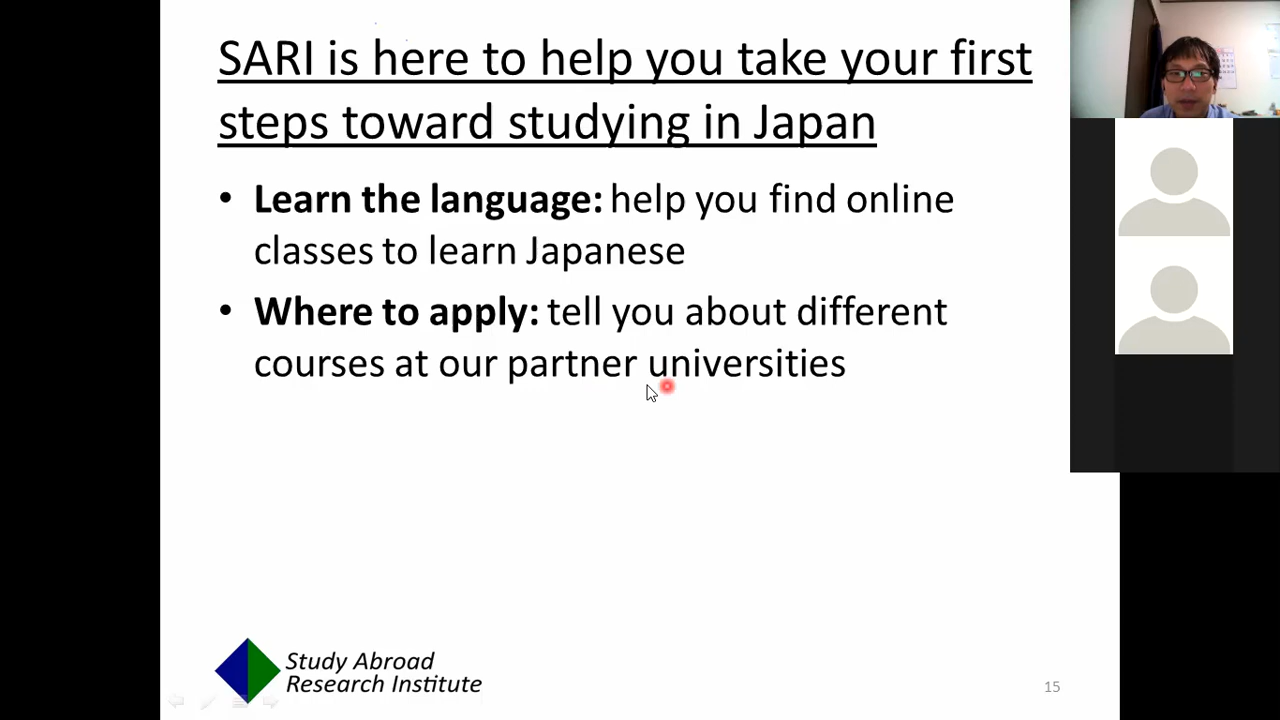 SARI is here to help you take your first
steps toward studying in Japan
• Learn the language: help you find online
classes to learn Japanese
• Where to apply: tell you about different
courses at our partner universities
Study Abroad
Research Institute
15